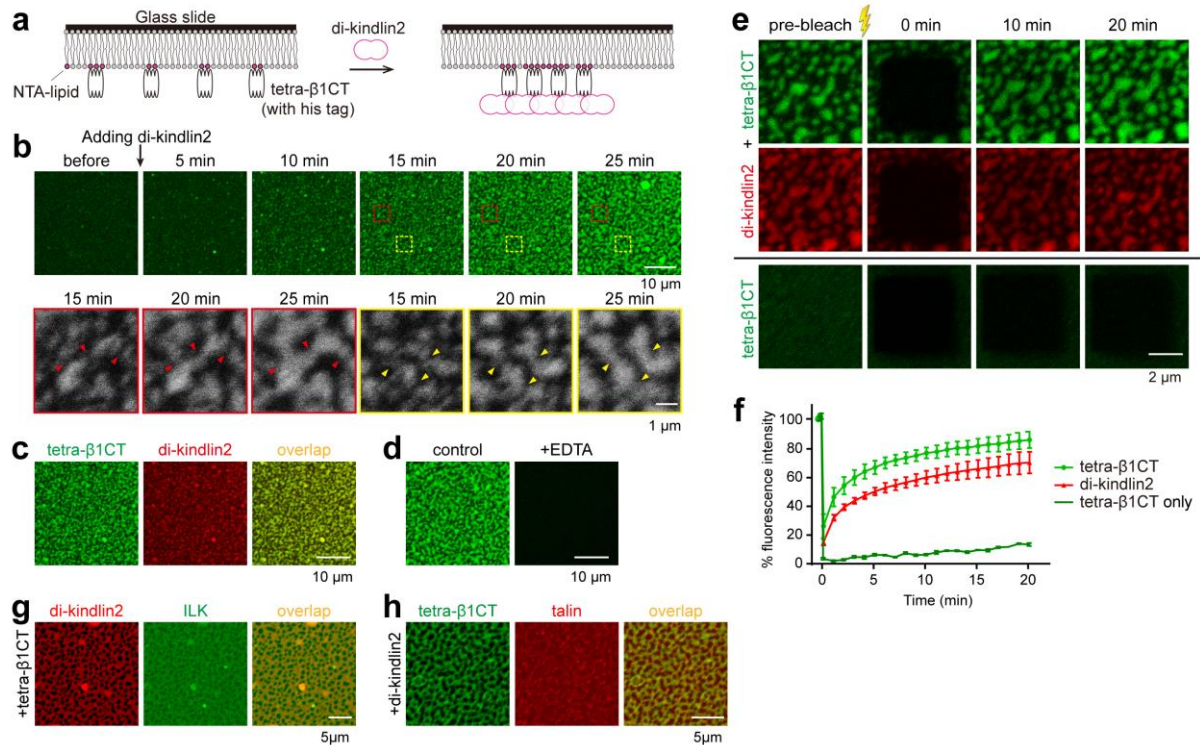 a
Glass slide
di-kindlin2
NTA-lipid
tetra-β1CT
(with his tag)
b
Adding di-kindlin2
before 5 min 10 min 15 min 20 min 25 min
10 µm
15 min 20 min 25 min 15 min 20 min 25 min
1 µm
c
tetra-β1CT di-kindlin2 overlap
10 µm
d
control +EDTA
10 µm
e
pre-bleach 0 min 10 min 20 min
tetra-β1CT
+
di-kindlin2
tetra-β1CT
2 µm
f
% fluorescence intensity
100
80
60
40
20
0
0 5 10 15 20
Time (min)
tetra-β1CT
di-kindlin2
tetra-β1CT only
g
di-kindlin2 ILK overlap
+tetra-β1CT
5µm
h
tetra-β1CT talin overlap
+di-kindlin2
5µm